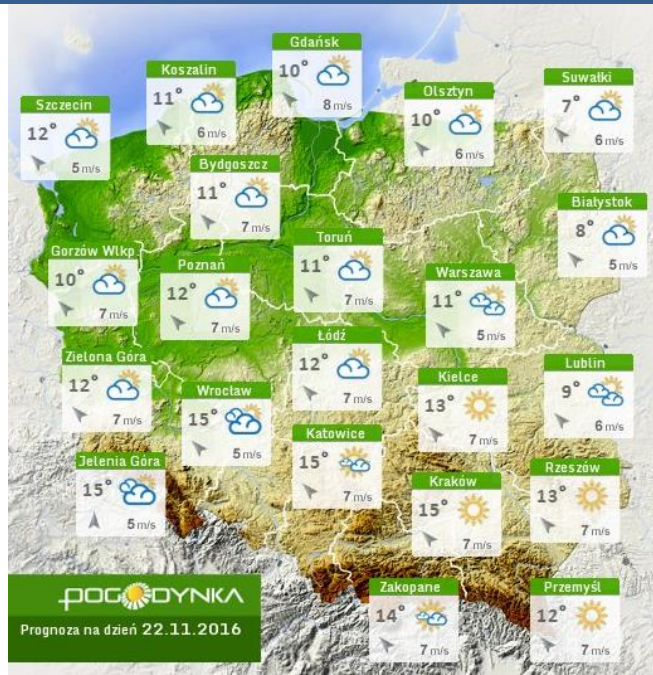 Gdańsk
10°
8 m/s
Koszalin
11°
6 m/s
Suwałki
7°
6 m/s
Olsztyn
10°
6 m/s
Szczecin
12°
5 m/s
Bydgoszcz
11°
7 m/s
Białystok
8°
5 m/s
Toruń
11°
7 m/s
Gorzów Wlkp.
10°
7 m/s
Poznań
12°
7 m/s
Warszawa
11°
5 m/s
Łódź
12°
7 m/s
Zielona Góra
12°
7 m/s
Lublin
9°
6 m/s
Kielce
13°
7 m/s
Wrocław
15°
5 m/s
Katowice
15°
7 m/s
Jelenia Góra
15°
5 m/s
Rzeszów
13°
7 m/s
Kraków
15°
7 m/s
Zakopane
14°
7 m/s
Przemyśl
12°
7 m/s
POGODYNKA
Prognoza na dzień 22.11.2016